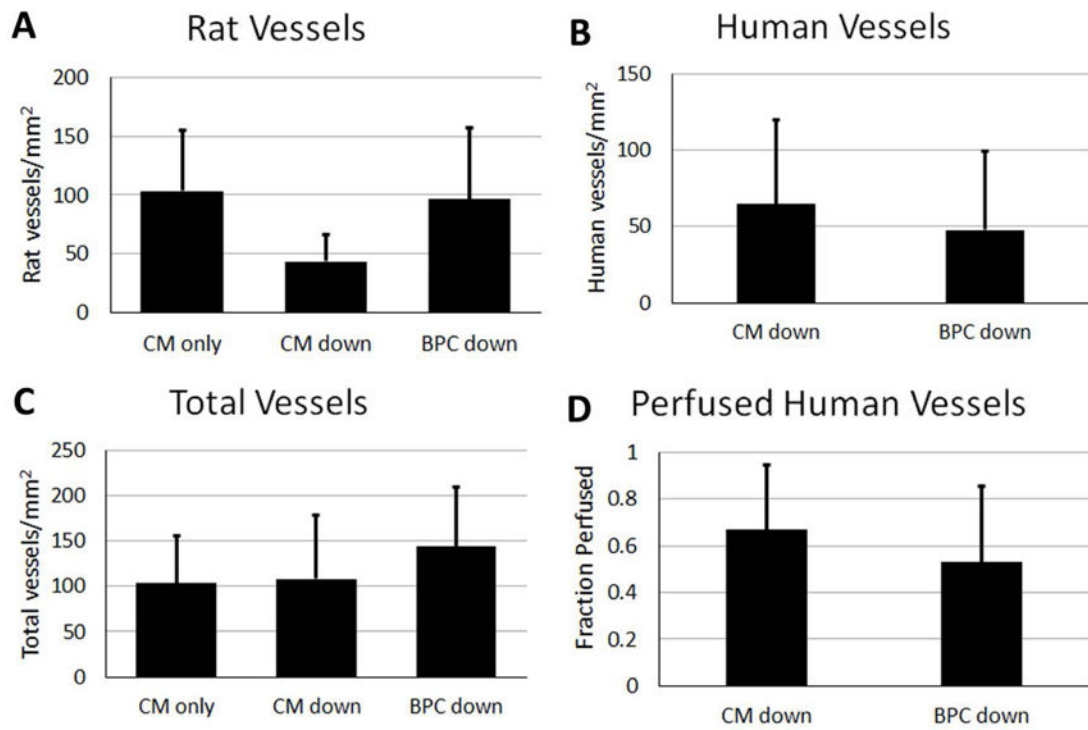 A
Rat Vessels
Rat vessels/mm²
200
150
100
50
0
CM only
CM down
BPC down
B
Human Vessels
Human vessels/mm²
150
100
50
0
CM down
BPC down
C
Total Vessels
Total vessels/mm²
250
200
150
100
50
0
CM only
CM down
BPC down
D
Perfused Human Vessels
Fraction Perfused
1
0.8
0.6
0.4
0.2
0
CM down
BPC down